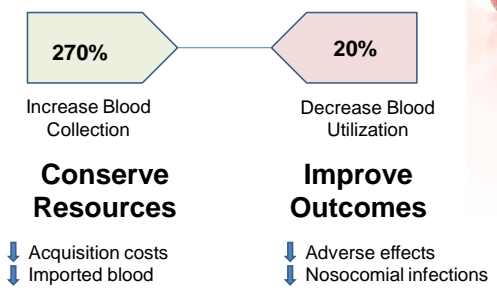 270%
20%
Increase Blood
Collection
Decrease Blood
Utilization
Conserve
Resources
Improve
Outcomes
Acquisition costs
Imported blood
Adverse effects
Nosocomial infections